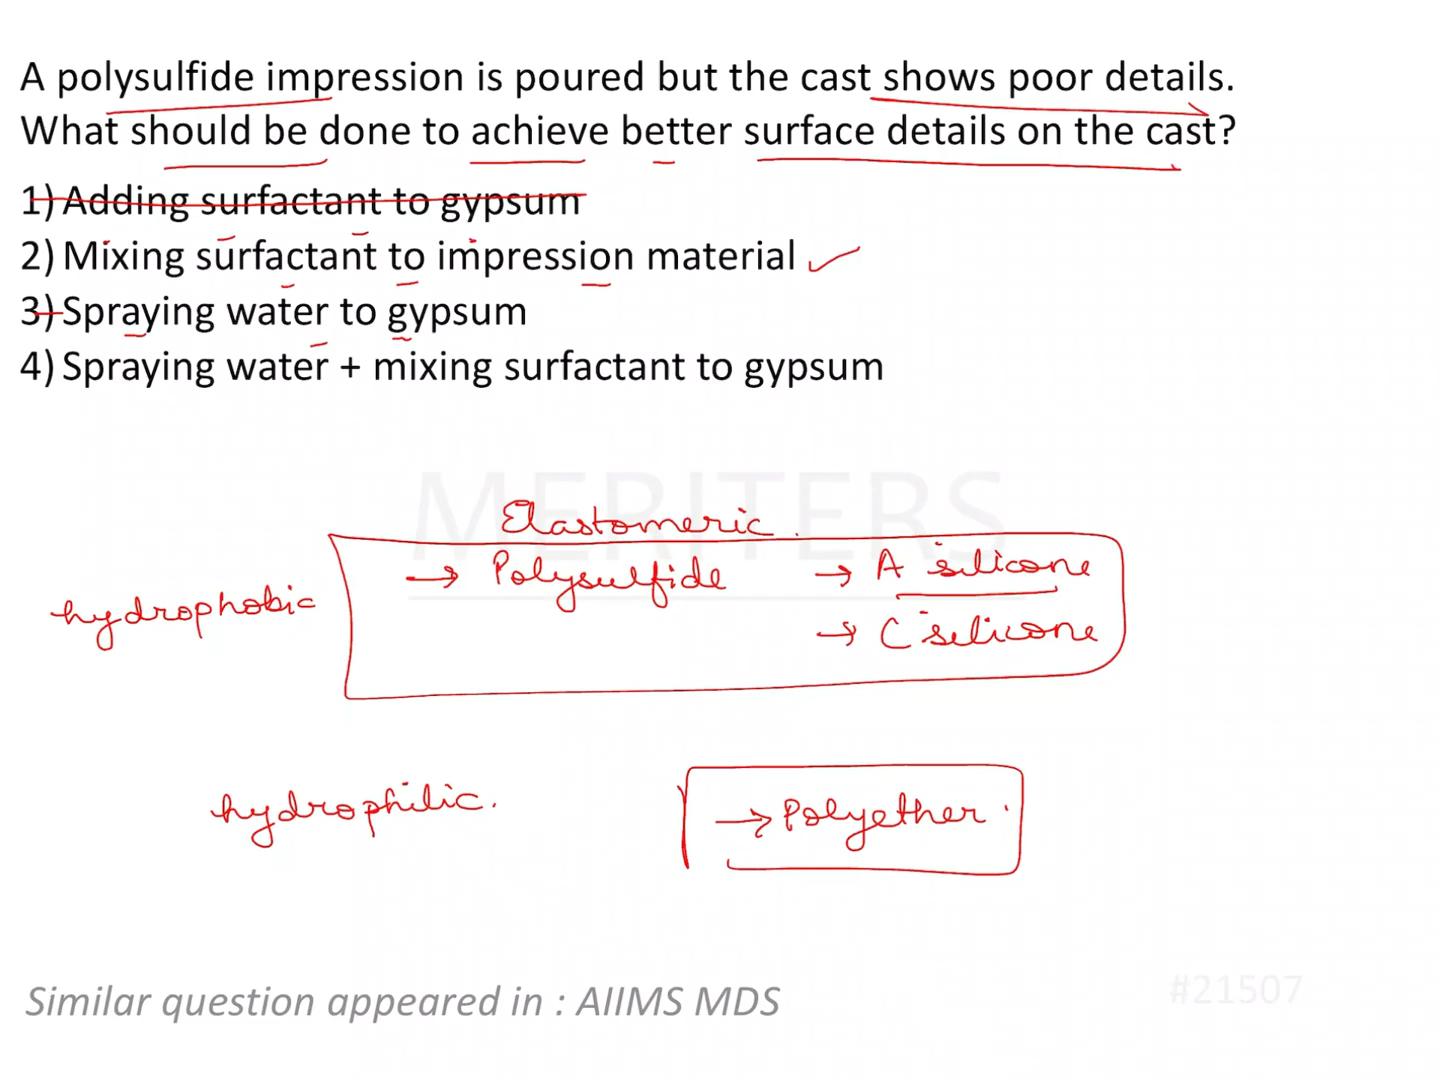 A polysulfide impression is poured but the cast shows poor details.
What should be done to achieve better surface details on the cast?
1) Adding surfactant to gypsum
2) Mixing surfactant to impression material
3) Spraying water to gypsum
4) Spraying water + mixing surfactant to gypsum
MERITERS
Elastomeric
→ Polysulfide → A silicone
hydrophobic
→ C silicone
hydrophilic.
→ Polyether
Similar question appeared in : AIIMS MDS
#21507